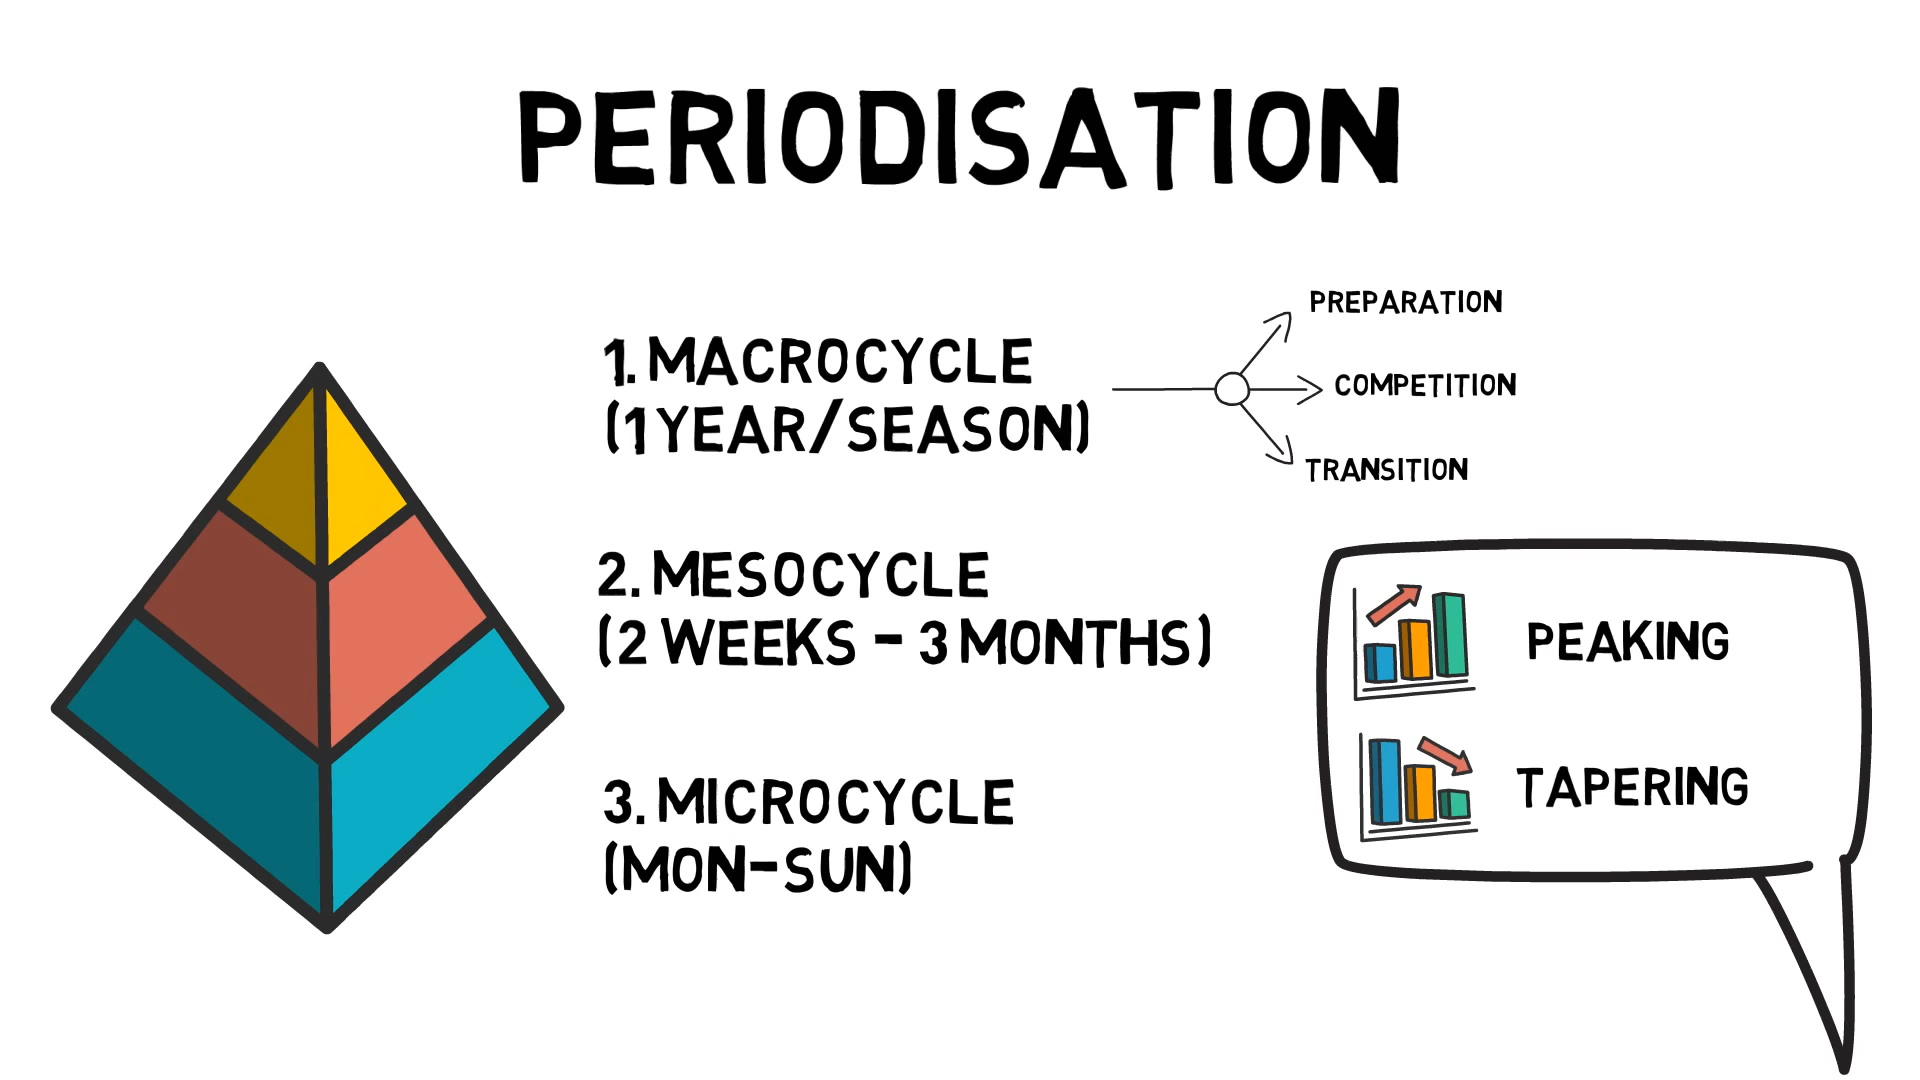 PERIODISATION
1. MACROCYCLE
(1 YEAR/SEASON)
PREPARATION
COMPETITION
TRANSITION
2. MESOCYCLE
(2 WEEKS - 3 MONTHS)
3. MICROCYCLE
(MON-SUN)
PEAKING
TAPERING